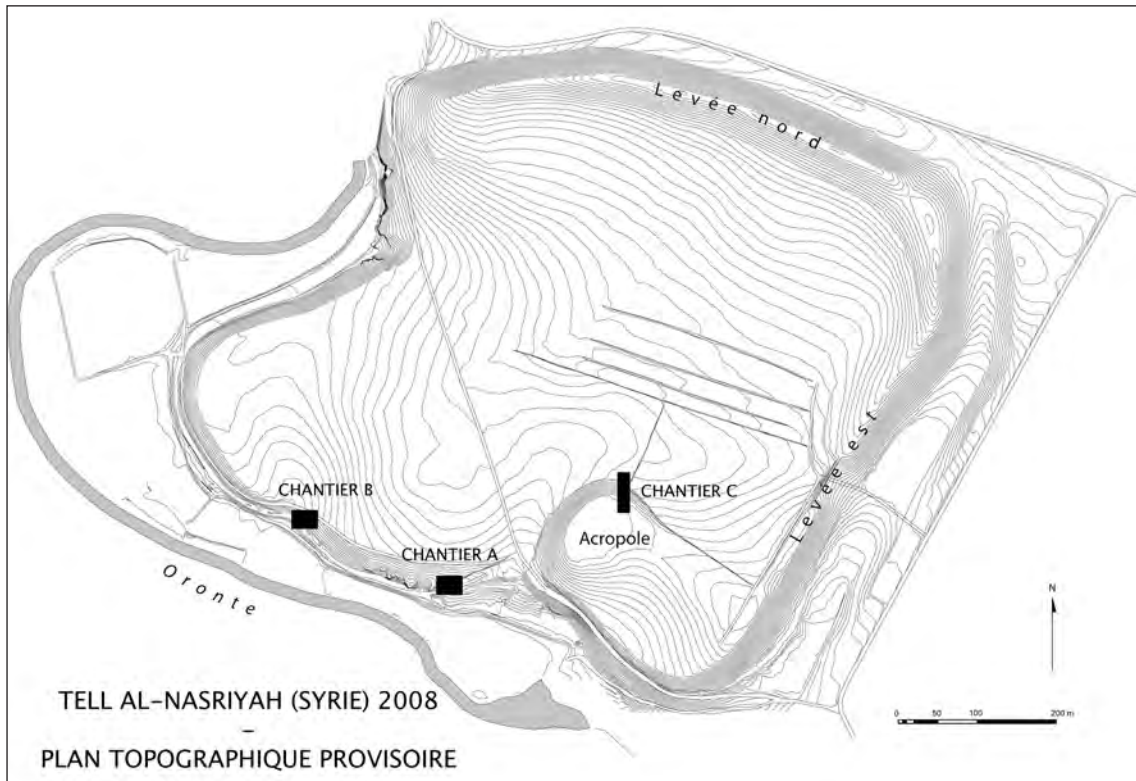 Levée nord
Levée est
CHANTIER B
CHANTIER C
Acropole
CHANTIER A
Oronte
N
TELL AL-NASRIYAH (SYRIE) 2008
–
PLAN TOPOGRAPHIQUE PROVISOIRE
0 50 100 200 m